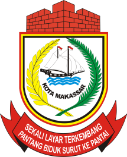 KOTA MAKASSAR
SEKALI LAYAR TERKEMBANG
PANTANG BIDUK SURUT KE PANTAI